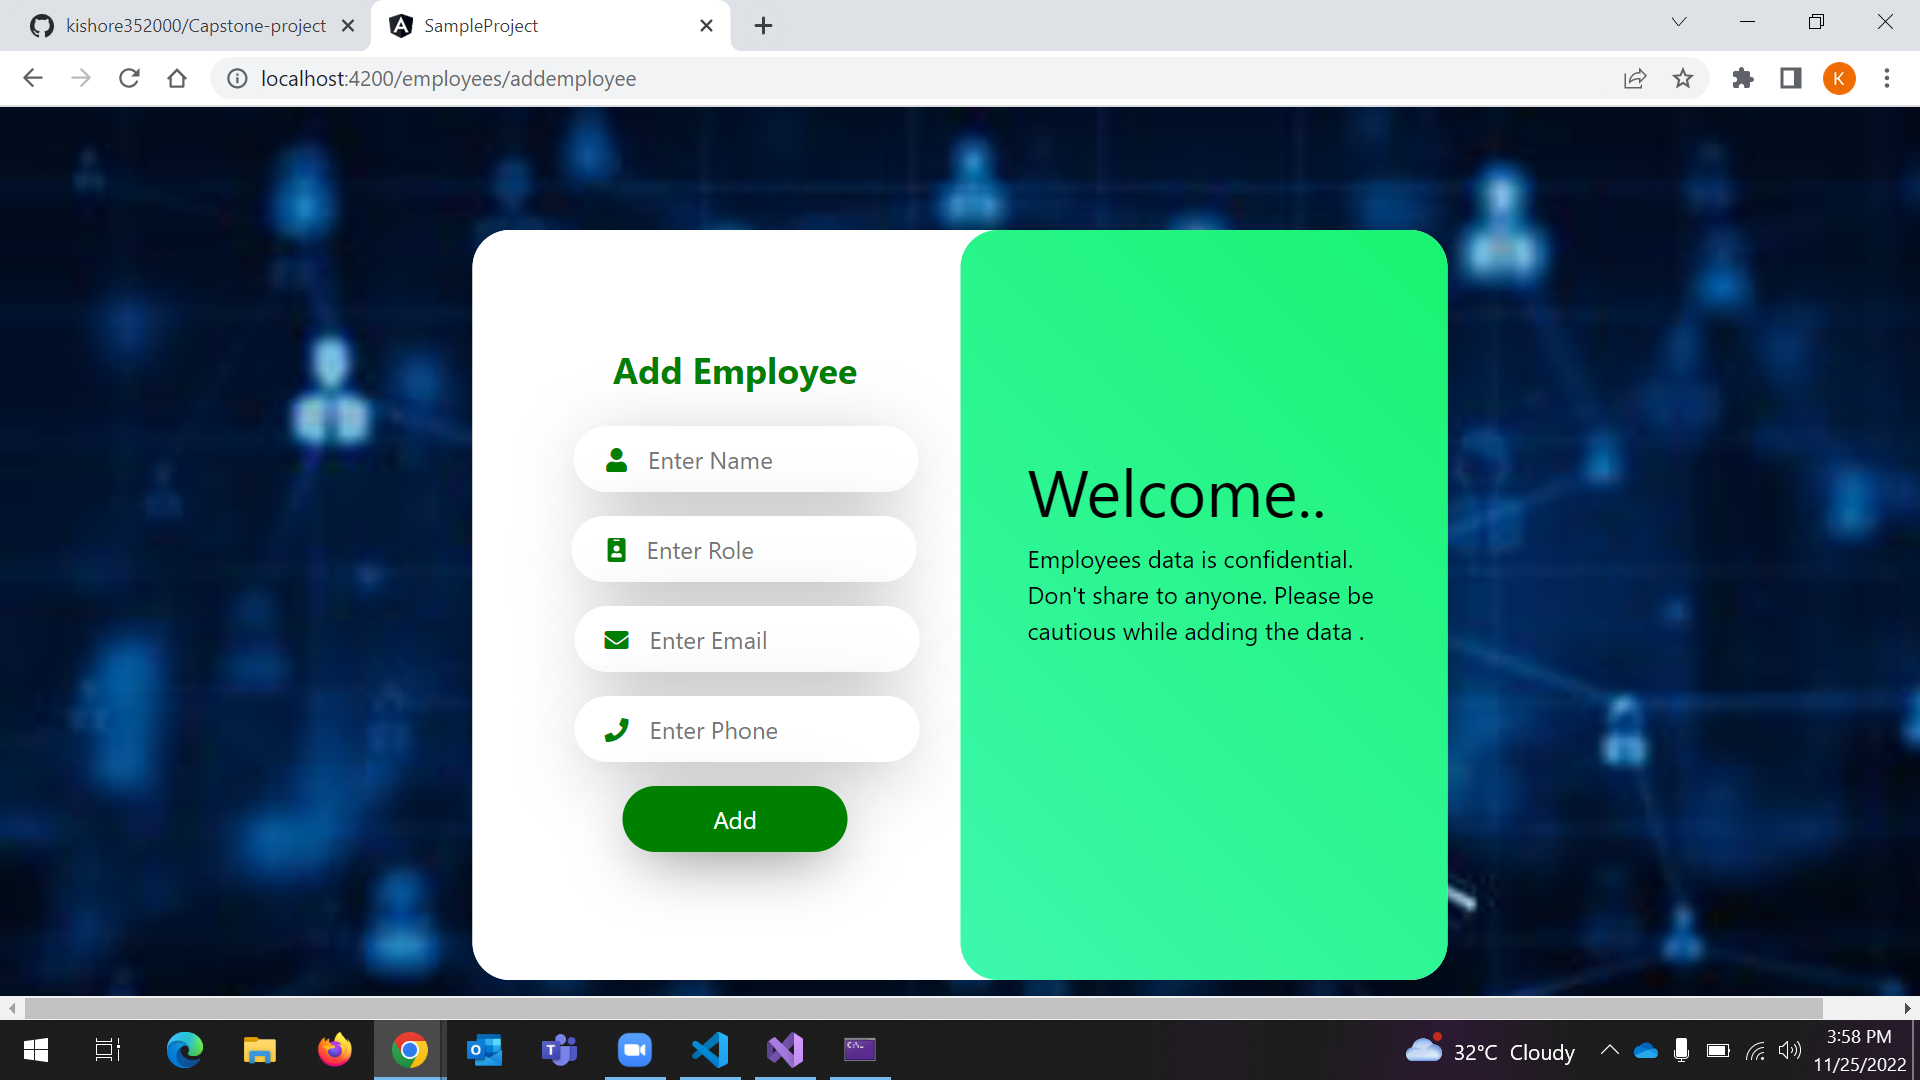 kishore352000/Capstone-project
SampleProject
localhost:4200/employees/addemployee
K
Add Employee
Enter Name
Enter Role
Enter Email
Enter Phone
Add
Welcome..
Employees data is confidential.
Don't share to anyone. Please be
cautious while adding the data .
32°C Cloudy
3:58 PM
11/25/2022